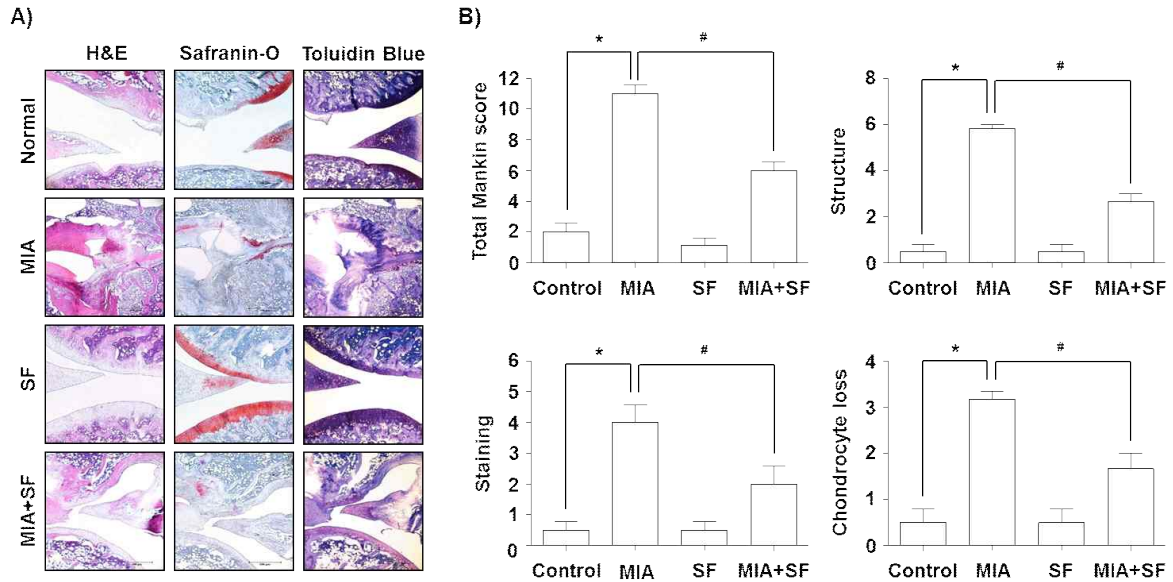 A)
H&E Safranin-O Toluidin Blue
Normal
MIA
SF
MIA+SF
B)
* #
Total Mankin score
12
10
8
6
4
2
0
Control MIA SF MIA+SF
* #
Structure
8
6
4
2
0
Control MIA SF MIA+SF
* #
Staining
6
5
4
3
2
1
0
Control MIA SF MIA+SF
* #
Chondrocyte loss
4
3
2
1
0
Control MIA SF MIA+SF